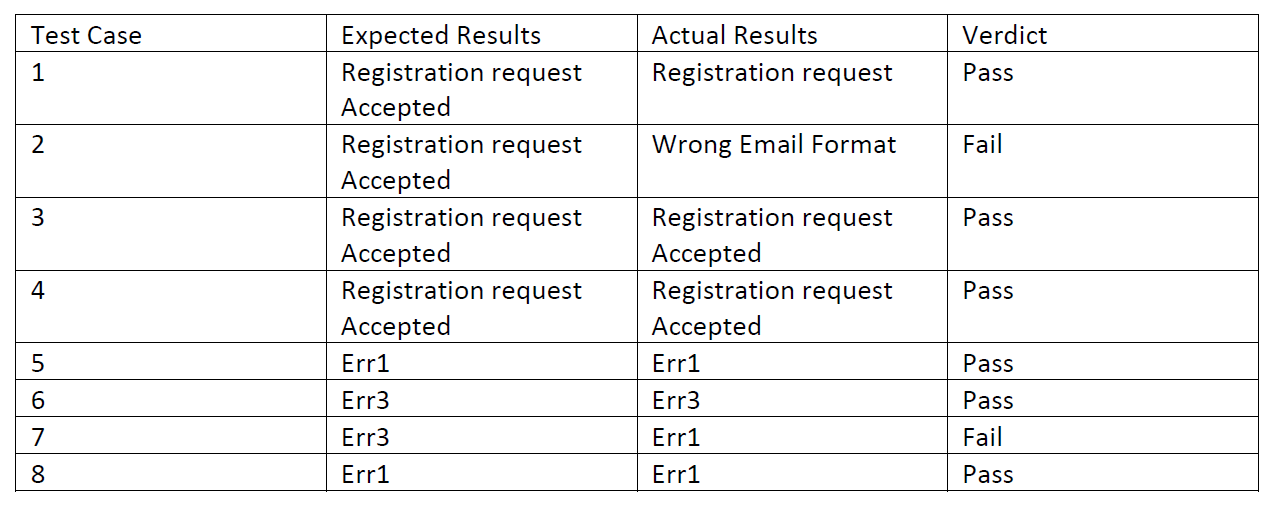 Test Case Expected Results Actual Results Verdict
1 Registration request Registration request Pass
Accepted
2 Registration request Wrong Email Format Fail
Accepted
3 Registration request Registration request Pass
Accepted Accepted
4 Registration request Registration request Pass
Accepted Accepted
5 Err1 Err1 Pass
6 Err3 Err3 Pass
7 Err3 Err1 Fail
8 Err1 Err1 Pass